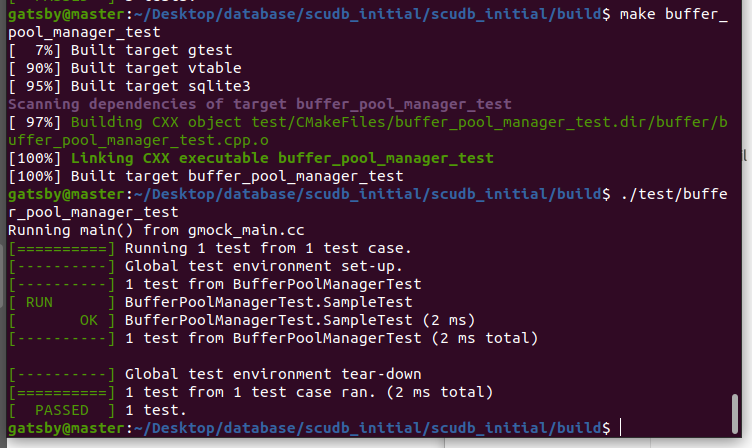 gatsby@master:~/Desktop/database/scudb_initial/scudb_initial/build$ make buffer_
pool_manager_test
[  7%] Built target gtest
[ 90%] Built target vtable
[ 95%] Built target sqlite3
Scanning dependencies of target buffer_pool_manager_test
[ 97%] Building CXX object test/CMakeFiles/buffer_pool_manager_test.dir/buffer/b
uffer_pool_manager_test.cpp.o
[100%] Linking CXX executable buffer_pool_manager_test
[100%] Built target buffer_pool_manager_test
gatsby@master:~/Desktop/database/scudb_initial/scudb_initial/build$ ./test/buffe
r_pool_manager_test
Running main() from gmock_main.cc
[==========] Running 1 test from 1 test case.
[----------] Global test environment set-up.
[----------] 1 test from BufferPoolManagerTest
[ RUN      ] BufferPoolManagerTest.SampleTest
[       OK ] BufferPoolManagerTest.SampleTest (2 ms)
[----------] 1 test from BufferPoolManagerTest (2 ms total)

[----------] Global test environment tear-down
[==========] 1 test from 1 test case ran. (2 ms total)
[  PASSED  ] 1 test.
gatsby@master:~/Desktop/database/scudb_initial/scudb_initial/build$